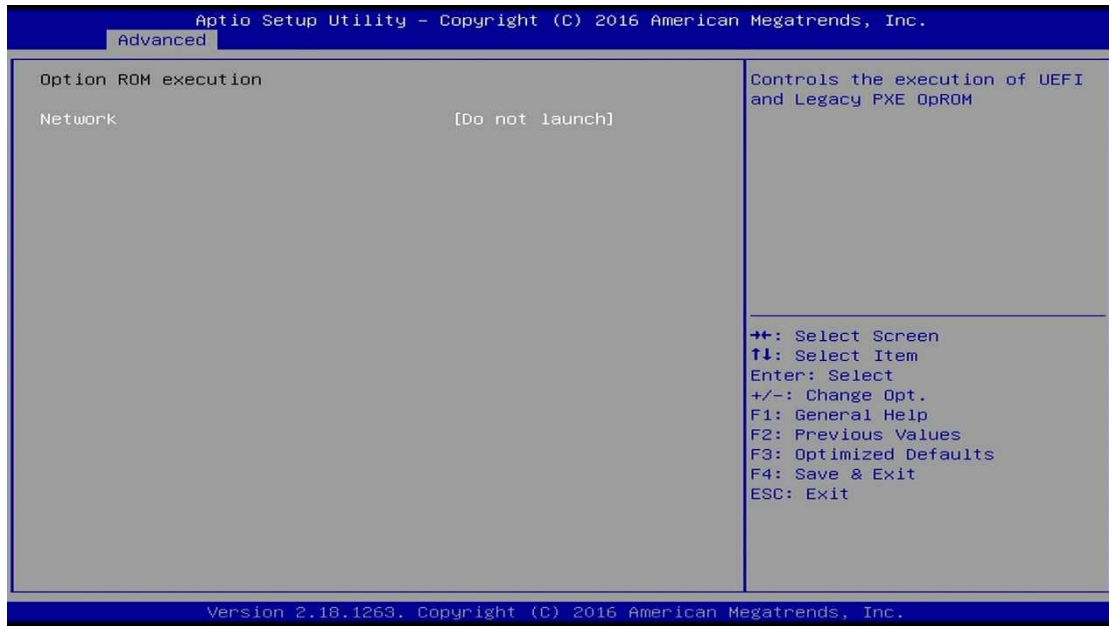 Aptio Setup Utility – Copyright (C) 2016 American Megatrends, Inc.
Advanced
Option ROM execution
Network [Do not launch]
Controls the execution of UEFI
and Legacy PXE OpROM
→←: Select Screen
↑↓: Select Item
Enter: Select
+/-: Change Opt.
F1: General Help
F2: Previous Values
F3: Optimized Defaults
F4: Save & Exit
ESC: Exit
Version 2.18.1263. Copyright (C) 2016 American Megatrends, Inc.